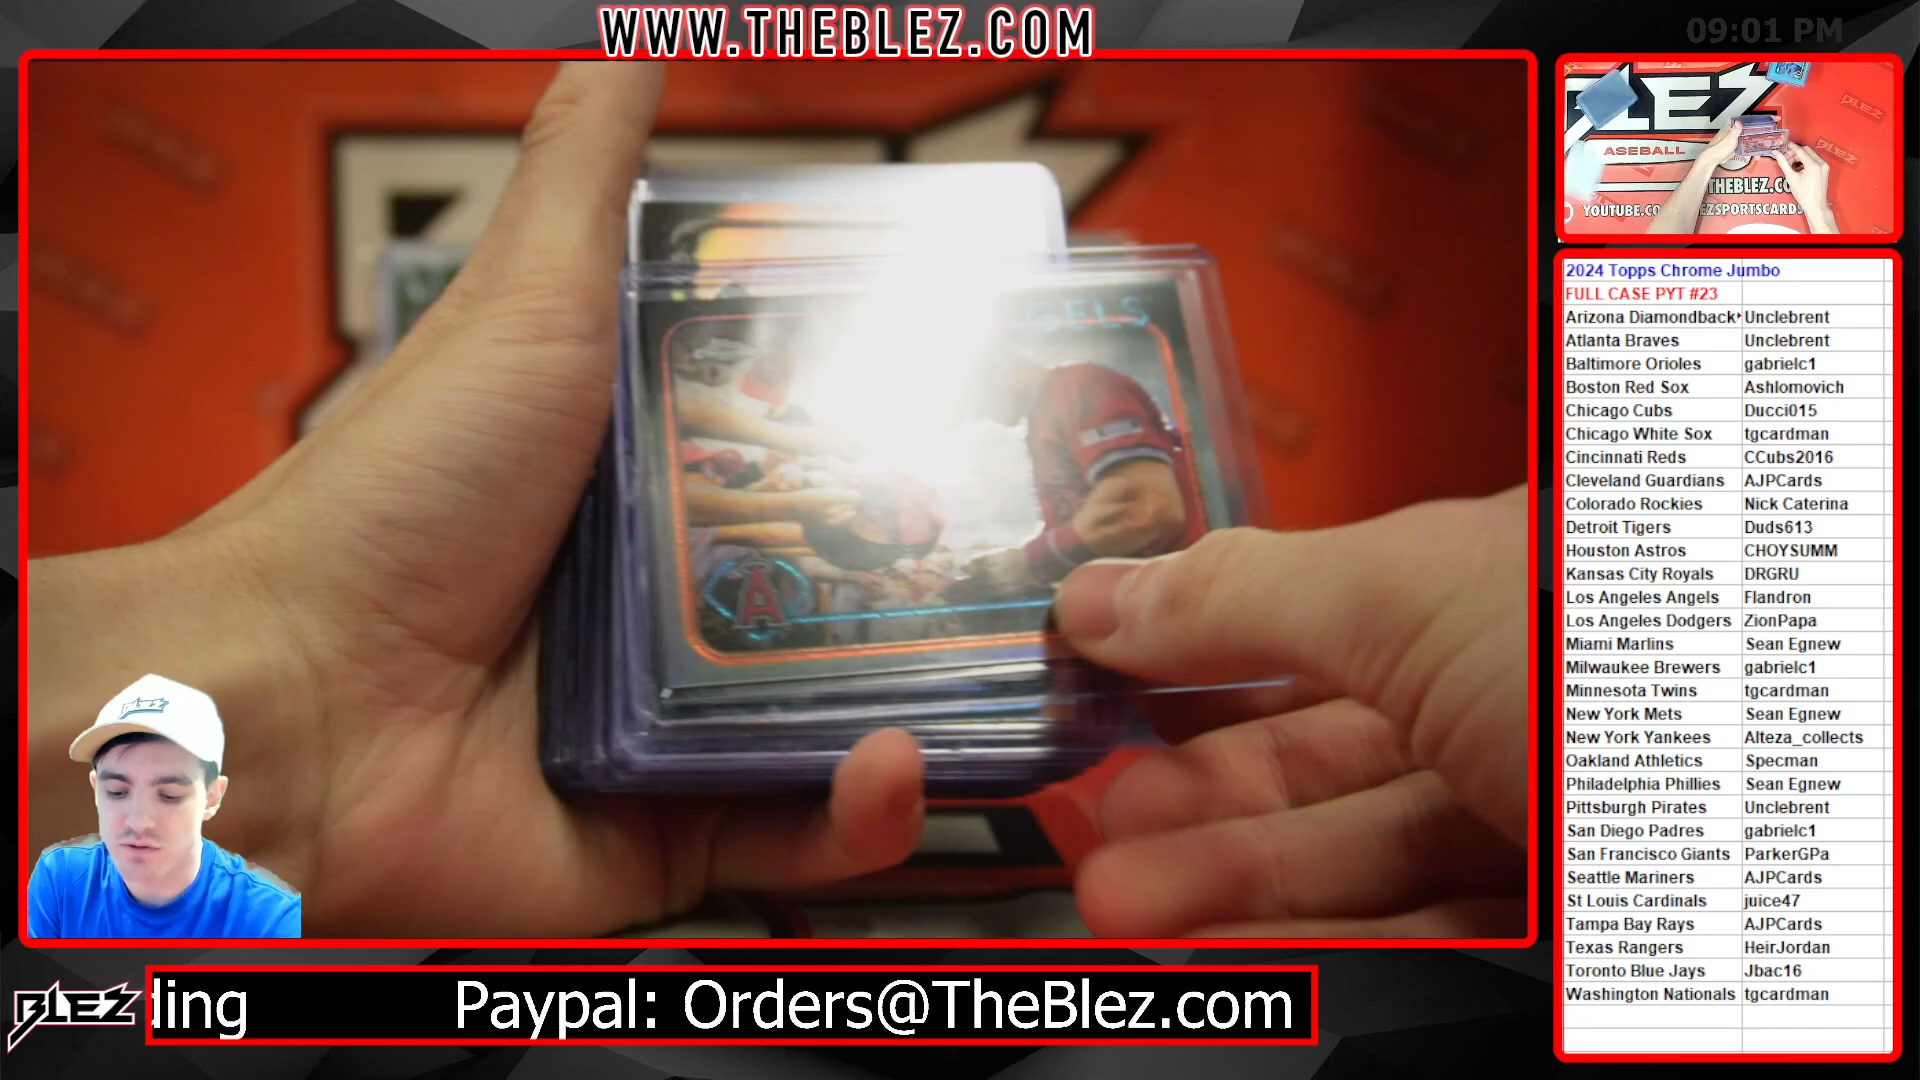 WWW.THEBLEZ.COM
09:01 PM
ASEBALL
THEBLEZ.CO
YOUTUBE.CO
EZSPORTSCARDS
BLEZ
GELS
A
2024 Topps Chrome Jumbo
FULL CASE PYT #23
Arizona Diamondback Unclebrent
Atlanta Braves Unclebrent
Baltimore Orioles gabrielc1
Boston Red Sox Ashlomovich
Chicago Cubs Ducci015
Chicago White Sox tgcardman
Cincinnati Reds CCubs2016
Cleveland Guardians AJPCards
Colorado Rockies Nick Caterina
Detroit Tigers Duds613
Houston Astros CHOYSUMM
Kansas City Royals DRGRU
Los Angeles Angels Flandron
Los Angeles Dodgers ZionPapa
Miami Marlins Sean Egnew
Milwaukee Brewers gabrielc1
Minnesota Twins tgcardman
New York Mets Sean Egnew
New York Yankees Alteza_collects
Oakland Athletics Specman
Philadelphia Phillies Sean Egnew
Pittsburgh Pirates Unclebrent
San Diego Padres gabrielc1
San Francisco Giants ParkerGPa
Seattle Mariners AJPCards
St Louis Cardinals juice47
Tampa Bay Rays AJPCards
Texas Rangers HeirJordan
Toronto Blue Jays Jbac16
Washington Nationals tgcardman
BLEZ
ding Paypal: Orders@TheBlez.com